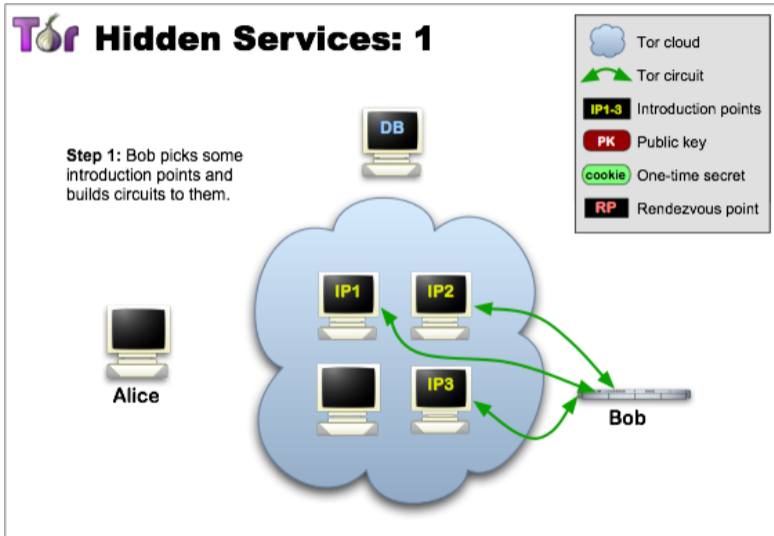 Tor Hidden Services: 1
Tor cloud
Tor circuit
IP1-3 Introduction points
PK Public key
cookie One-time secret
RP Rendezvous point
DB
Step 1: Bob picks some
introduction points and
builds circuits to them.
IP1 IP2
IP3
Alice
Bob